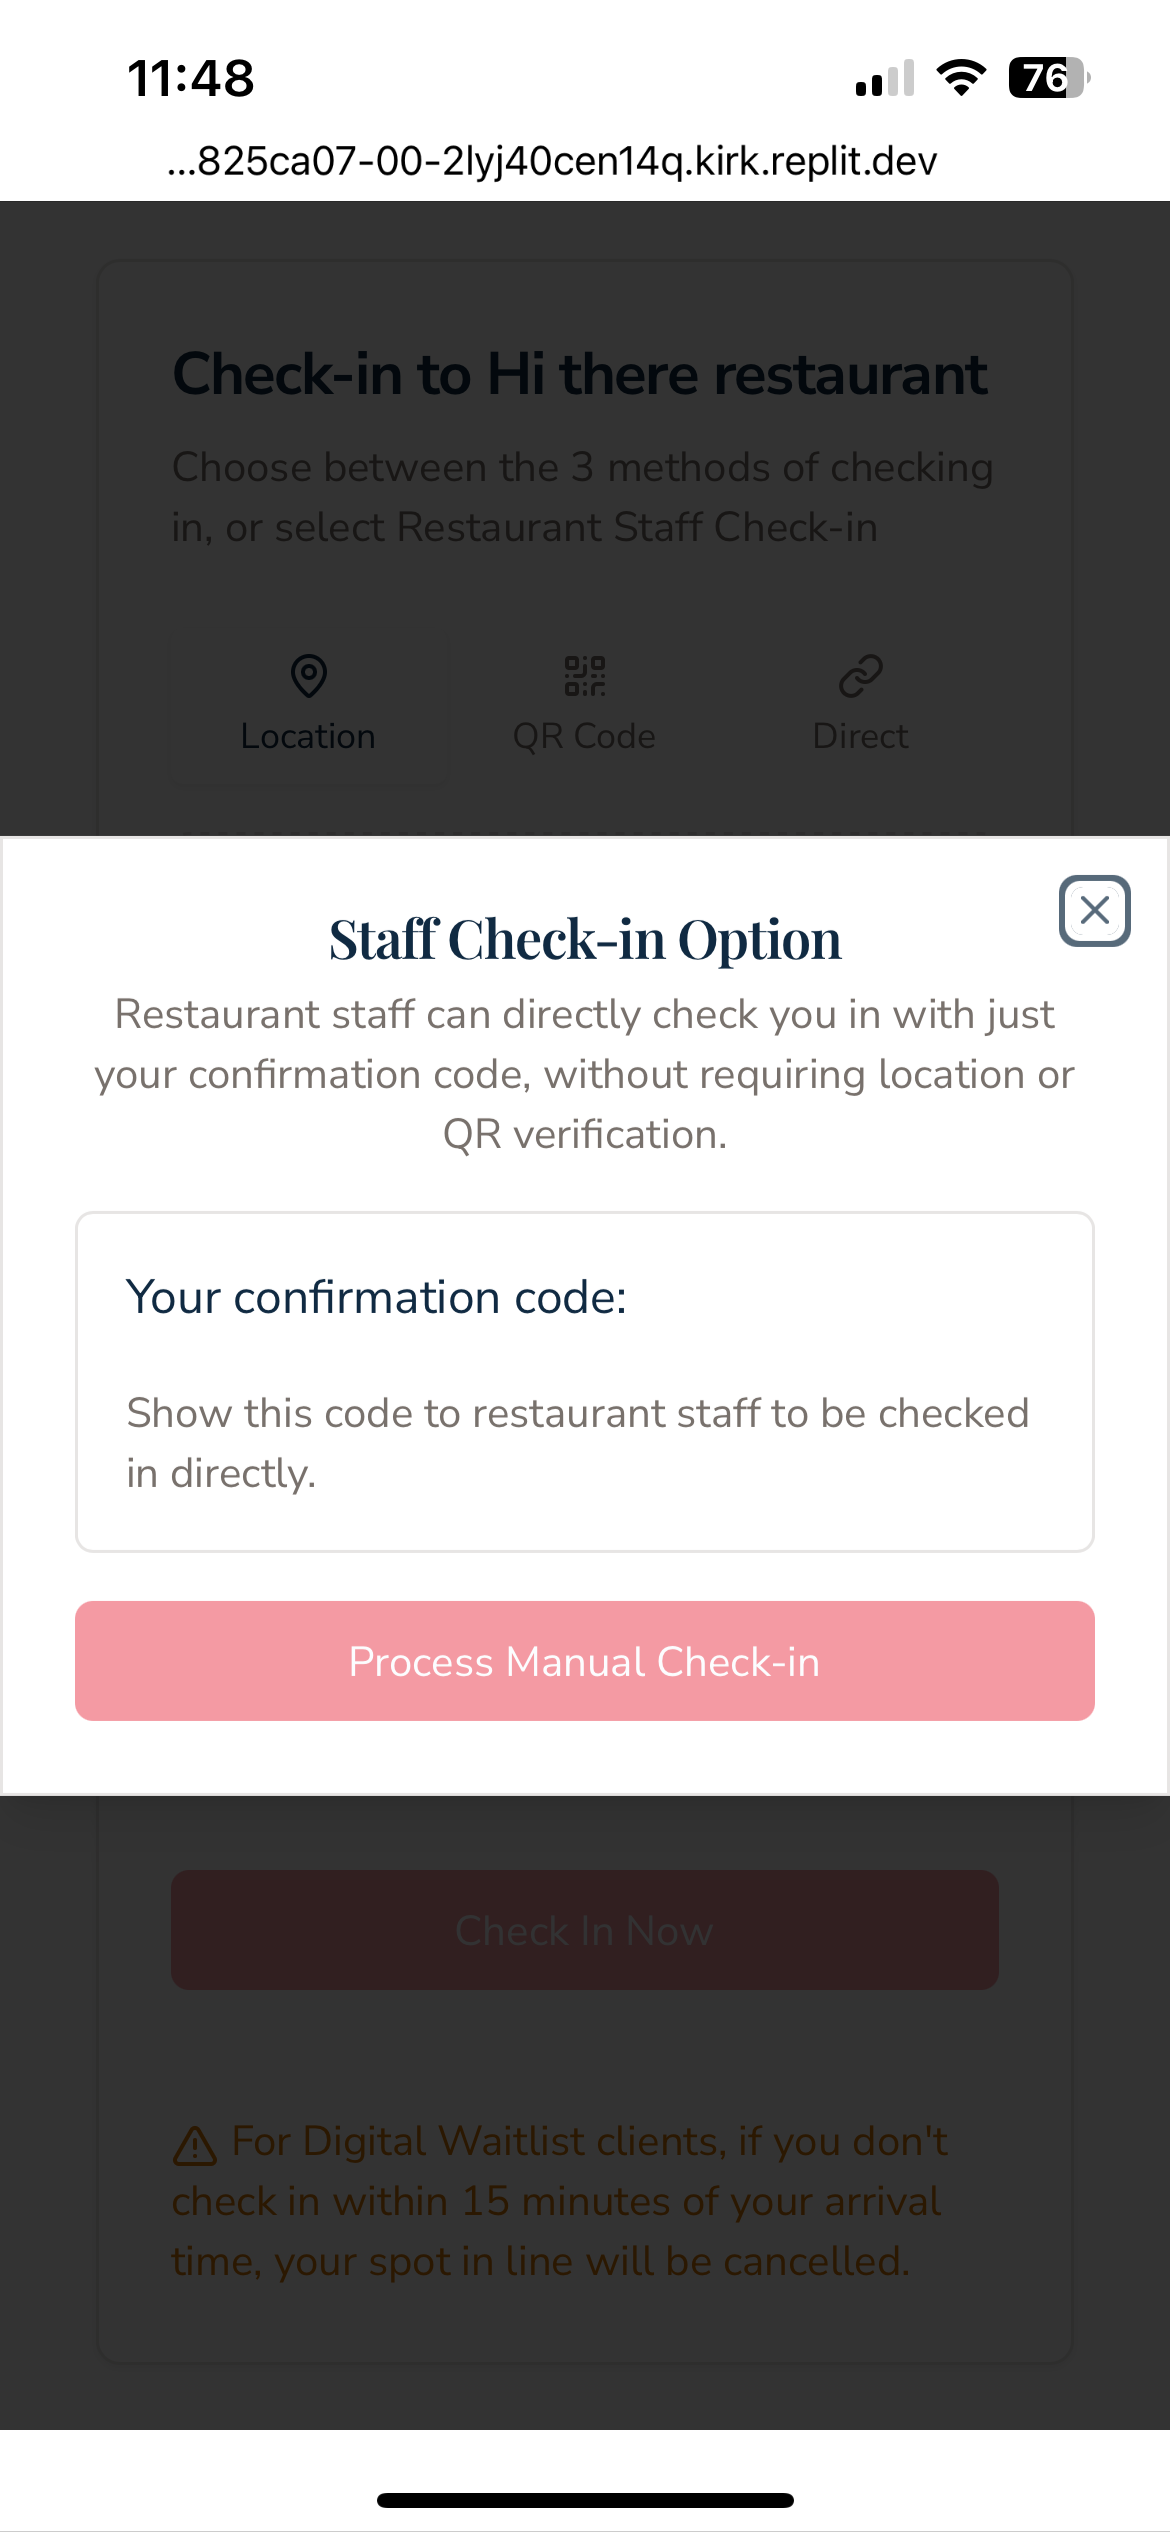 11:48
76
...825ca07-00-2lyj40cen14q.kirk.replit.dev
Check-in to Hi there restaurant
Choose between the 3 methods of checking
in, or select Restaurant Staff Check-in
Location
QR Code
Direct
Staff Check-in Option
Restaurant staff can directly check you in with just
your confirmation code, without requiring location or
QR verification.
Your confirmation code:
Show this code to restaurant staff to be checked
in directly.
Process Manual Check-in
Check In Now
For Digital Waitlist clients, if you don't
check in within 15 minutes of your arrival
time, your spot in line will be cancelled.